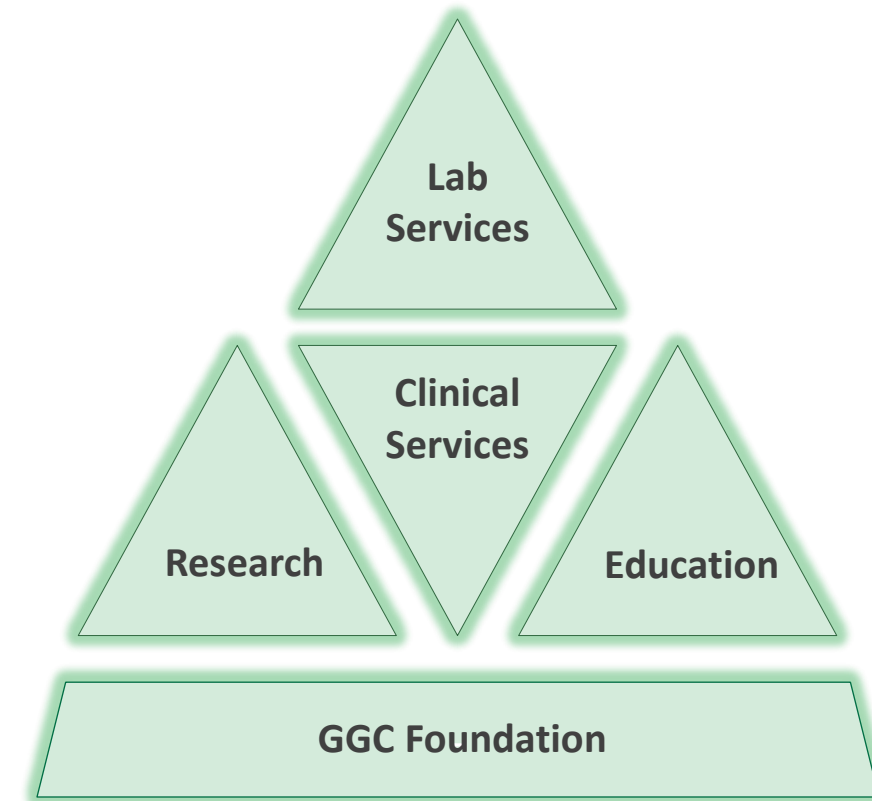 Lab
Services
Clinical
Services
Research
Education
GGC Foundation